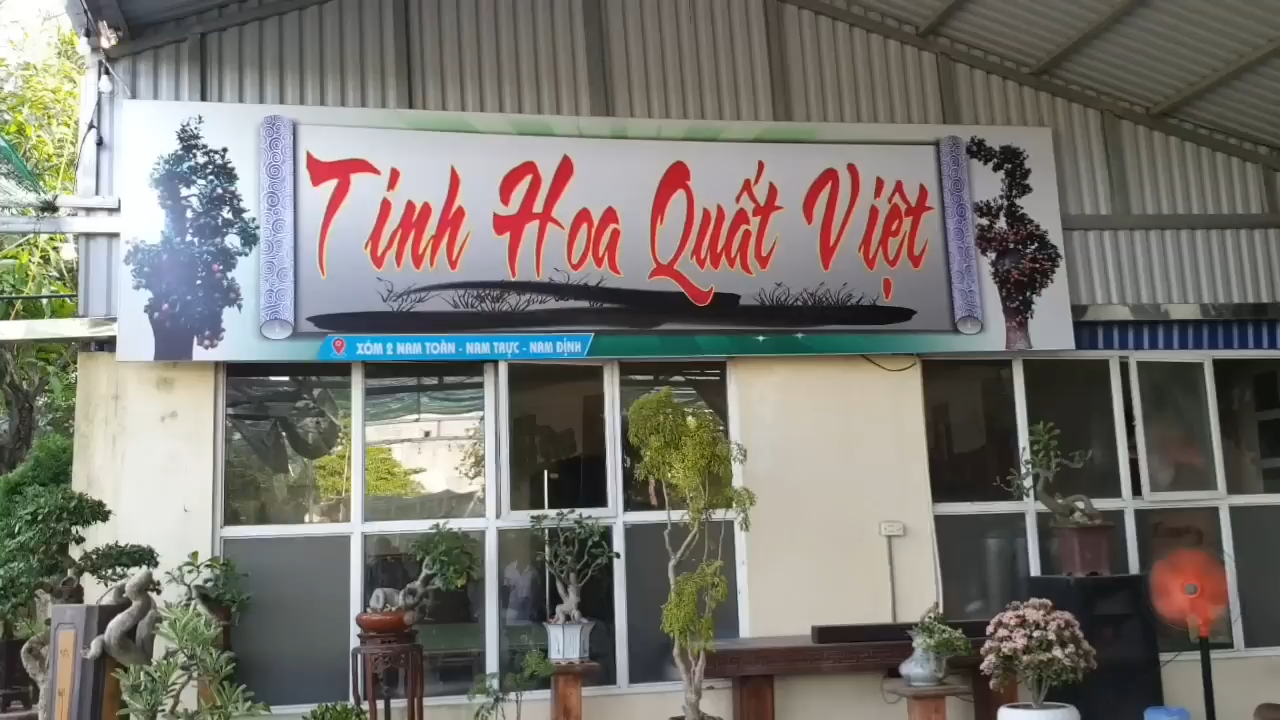 Tinh Hoa Quất Việt
XÓM 2 NAM TOÀN - NAM TRỰC - NAM ĐỊNH